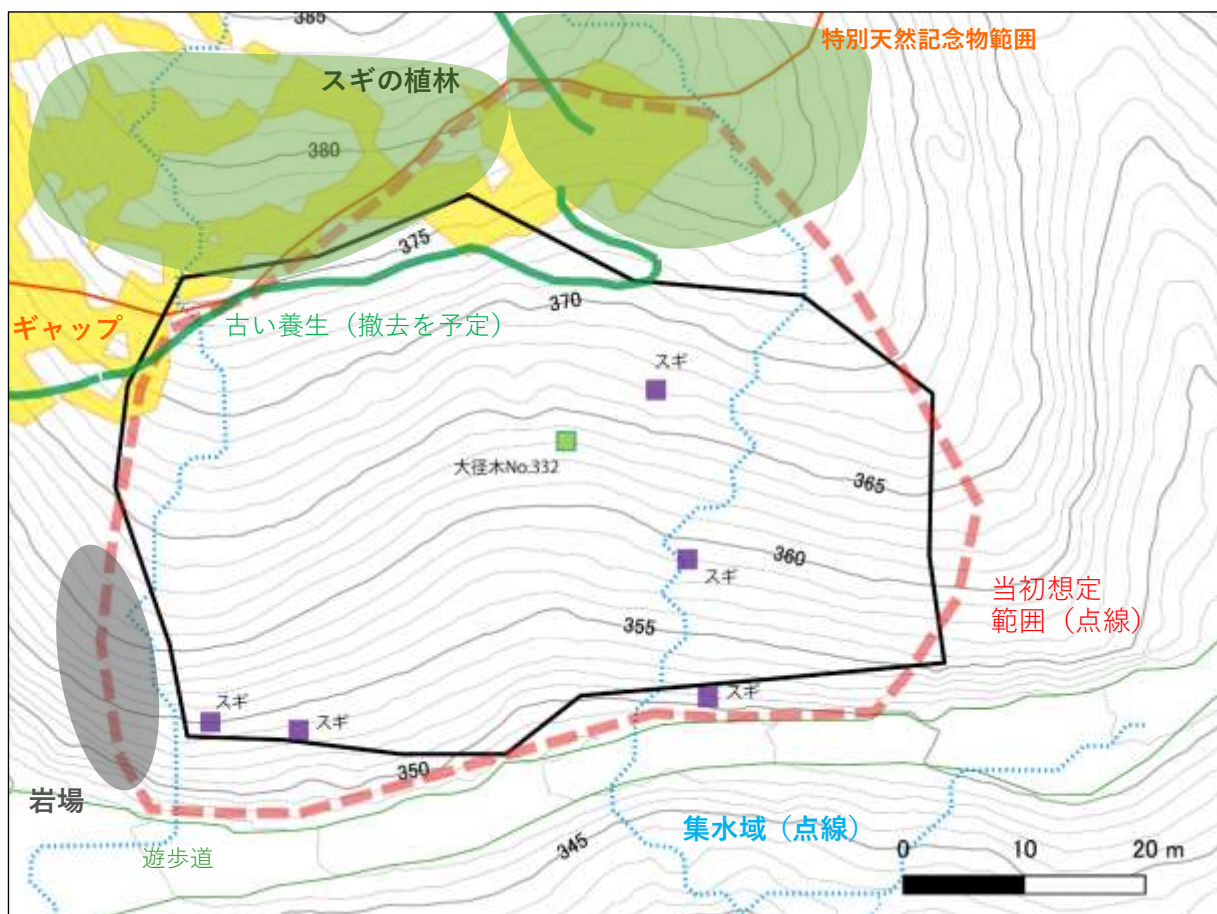 385
特別天然記念物範囲
スギの植林
380
375
370
ギャップ
古い養生（撤去を予定）
スギ
大径木No.332
365
360
スギ
当初想定
範囲（点線）
355
スギ
スギ
スギ
350
岩場
集水域（点線）
345
遊歩道
0 10 20 m